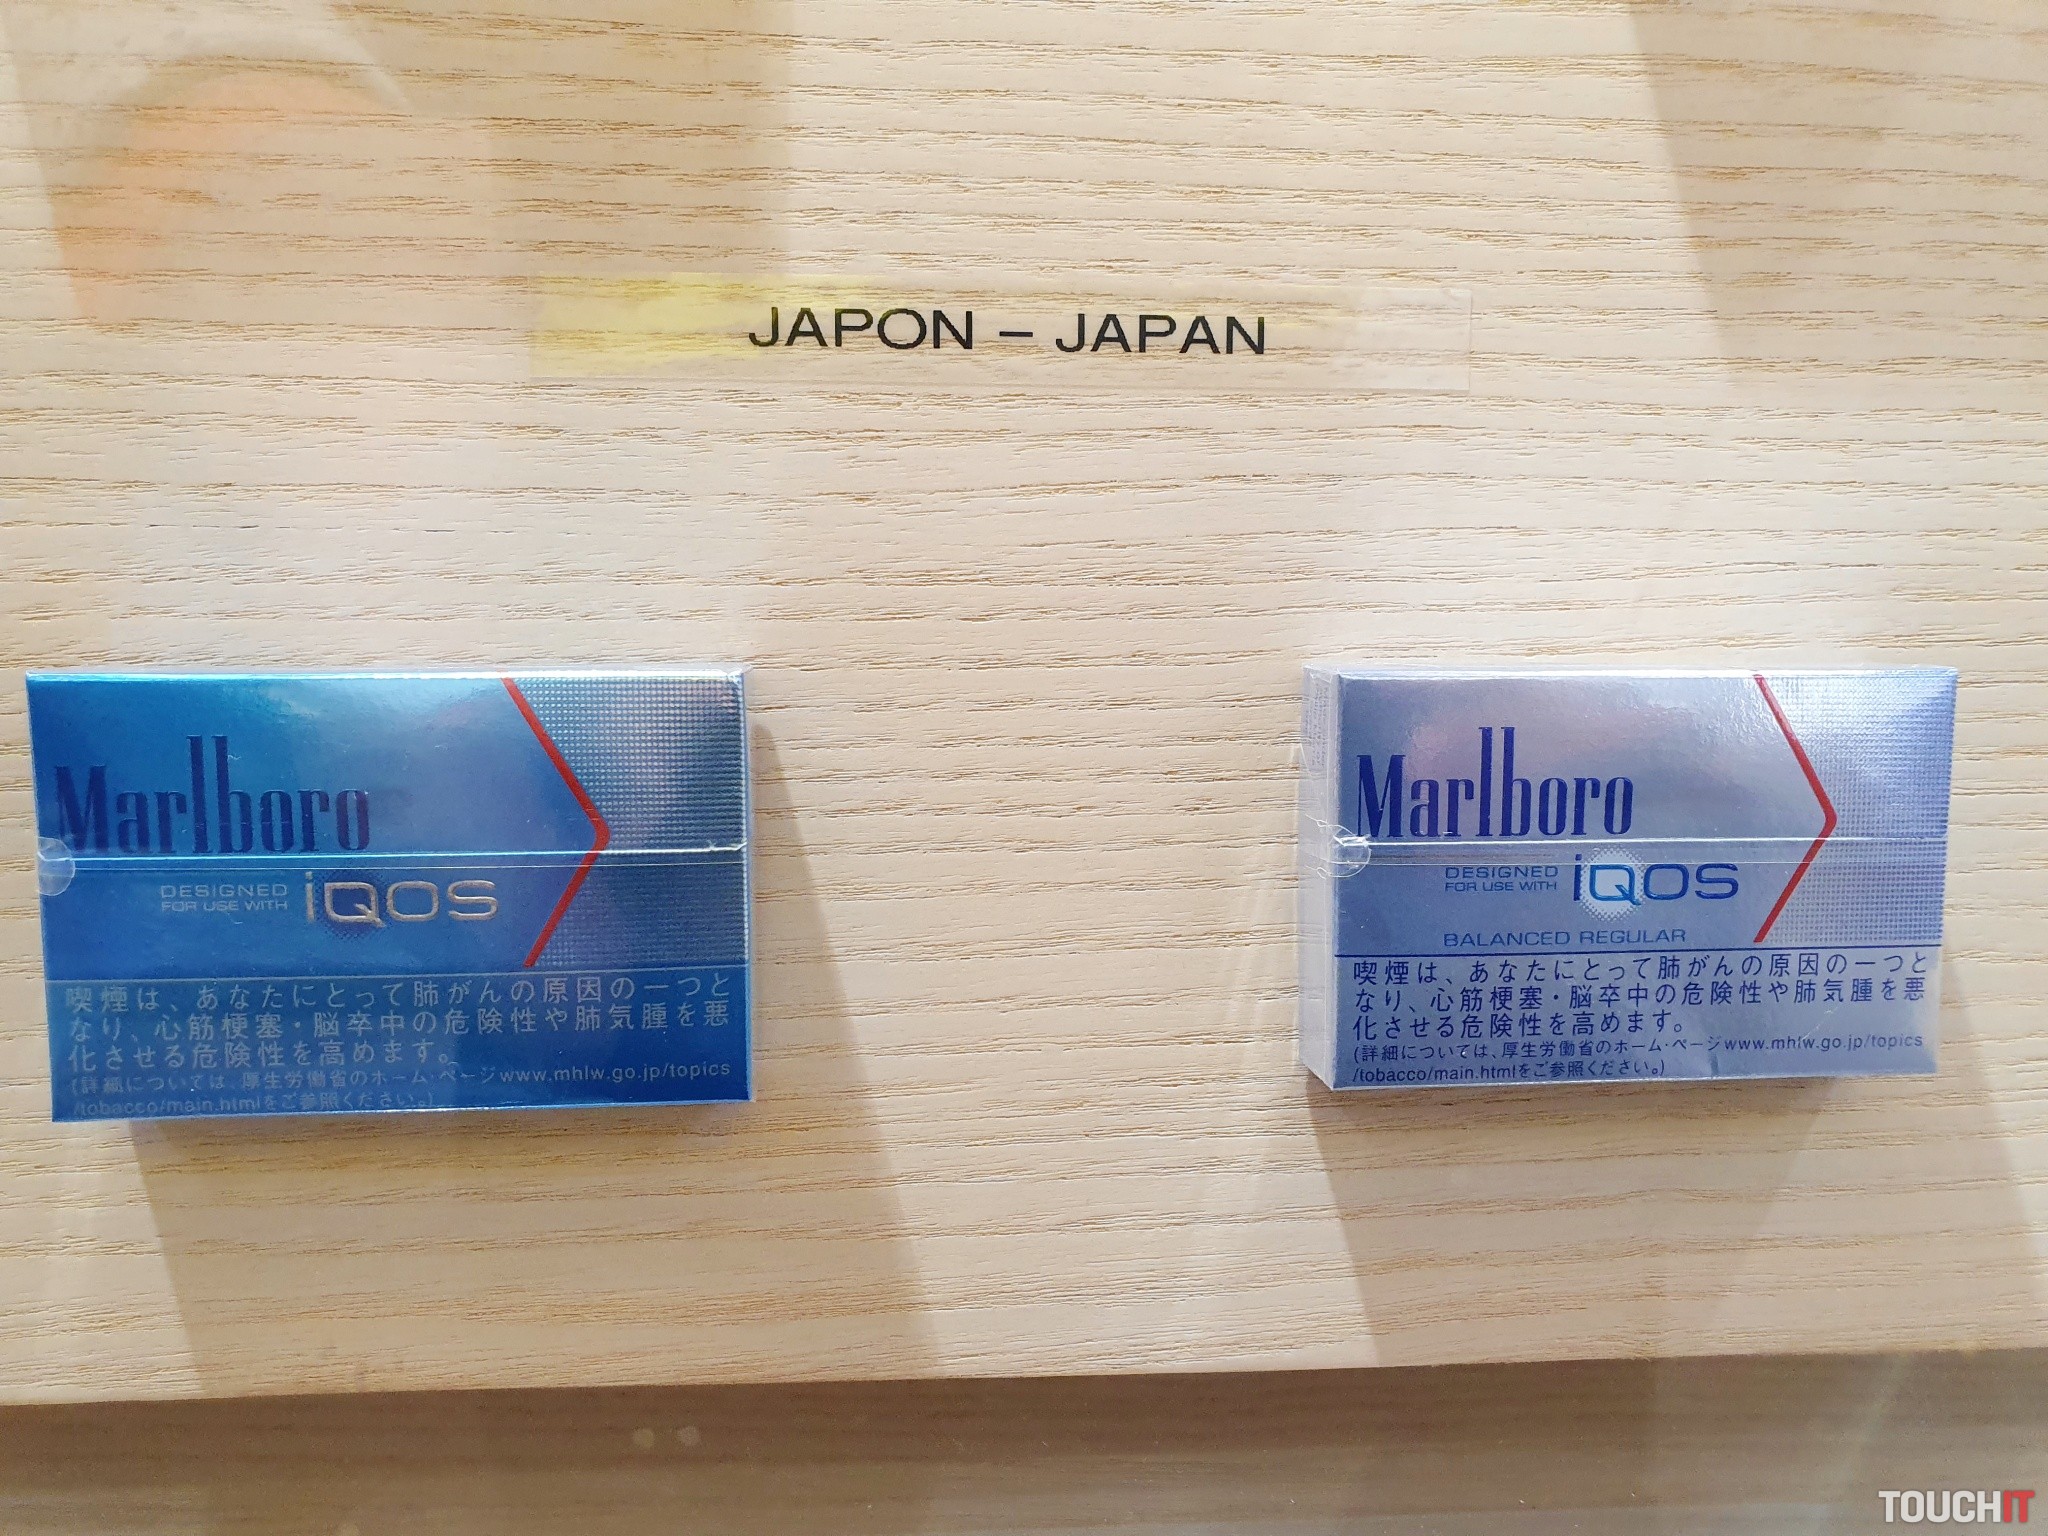 JAPON – JAPAN
Marlboro
DESIGNED
FOR USE WITH
iQOS
喫煙は、あなたにとって肺がんの原因の一つと
なり、心筋梗塞・脳卒中の危険性や肺気腫を悪
化させる危険性を高めます。
(詳細については、厚生労働省のホーム・ページwww.mhlw.go.jp/topics
/tobacco/main.htmlをご参照ください。)
Marlboro
DESIGNED
FOR USE WITH
iQOS
BALANCED REGULAR
喫煙は、あなたにとって肺がんの原因の一つと
なり、心筋梗塞・脳卒中の危険性や肺気腫を悪
化させる危険性を高めます。
(詳細については、厚生労働省のホーム・ページwww.mhlw.go.jp/topics
/tobacco/main.htmlをご参照ください。)
TOUCHIT